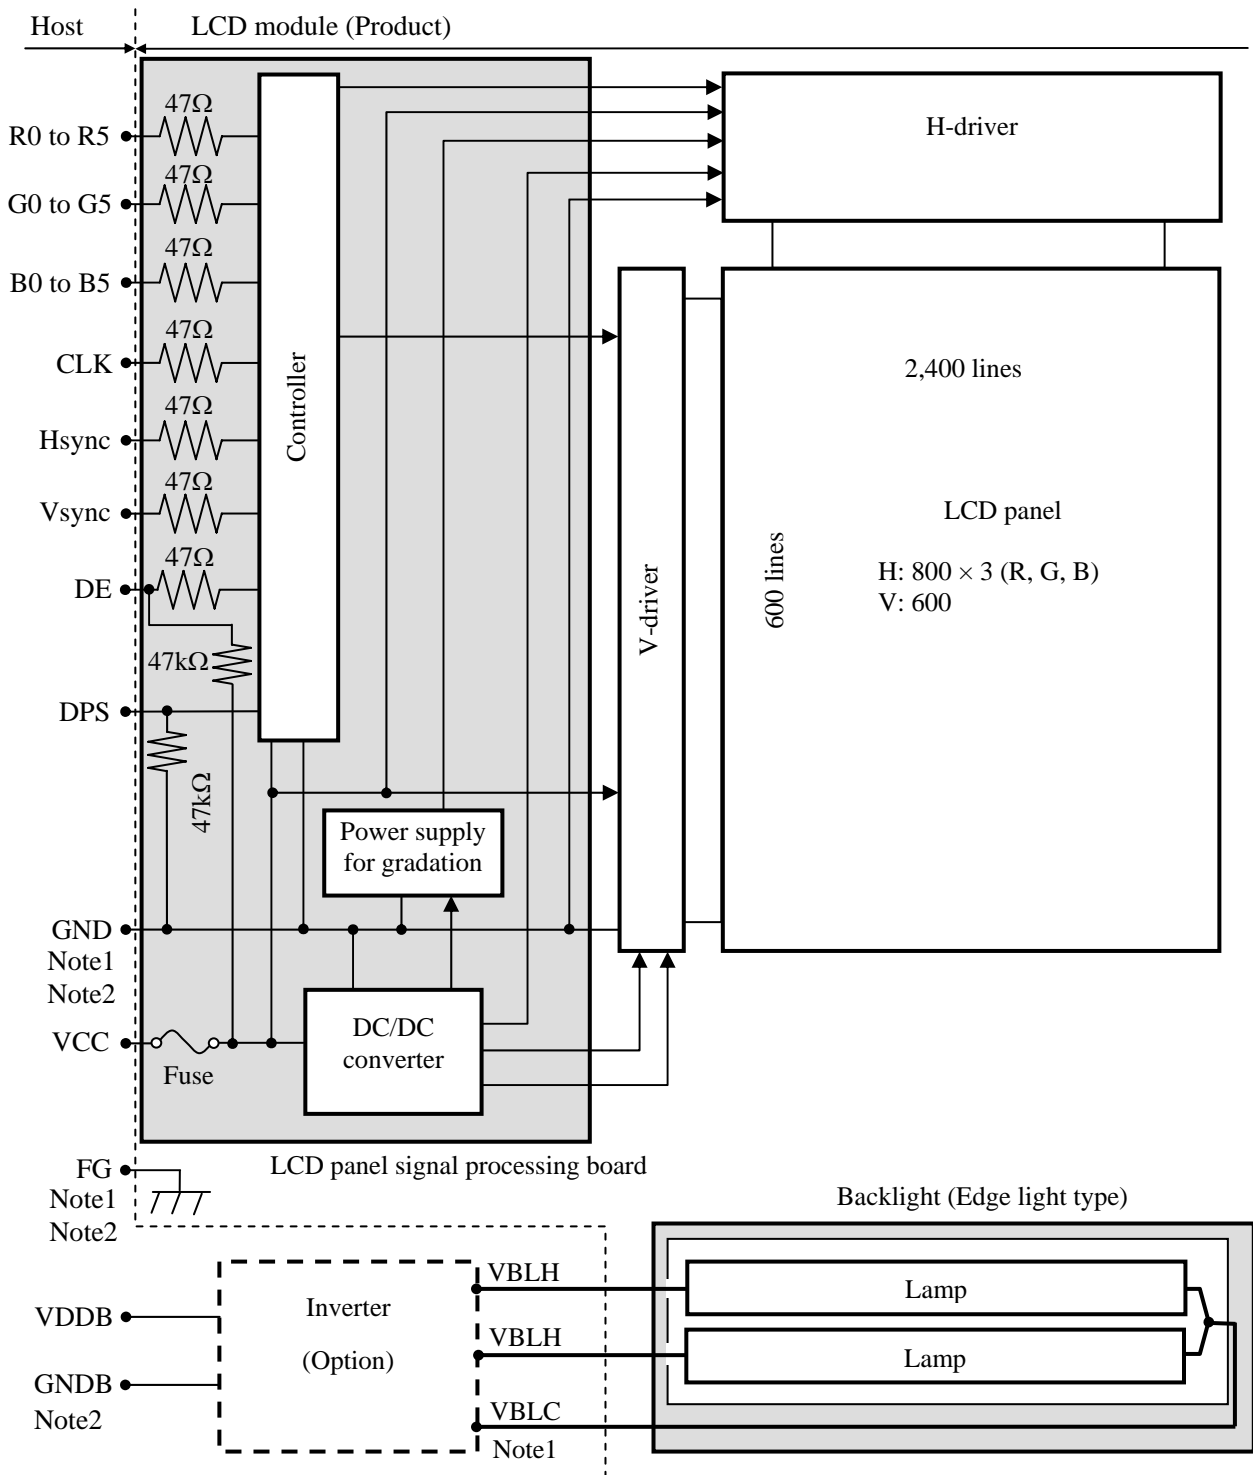 Host
LCD module (Product)
47Ω
R0 to R5
47Ω
G0 to G5
47Ω
B0 to B5
47Ω
CLK
47Ω
Hsync
47Ω
Vsync
47Ω
DE
47kΩ
DPS
47kΩ
Controller
H-driver
V-driver
2,400 lines
600 lines
LCD panel
H: 800 × 3 (R, G, B)
V: 600
Power supply
for gradation
GND
Note1
Note2
VCC
Fuse
DC/DC
converter
FG
Note1
Note2
LCD panel signal processing board
Backlight (Edge light type)
VDDB
GNDB
Note2
Inverter
(Option)
VBLH
VBLH
VBLC
Note1
Lamp
Lamp